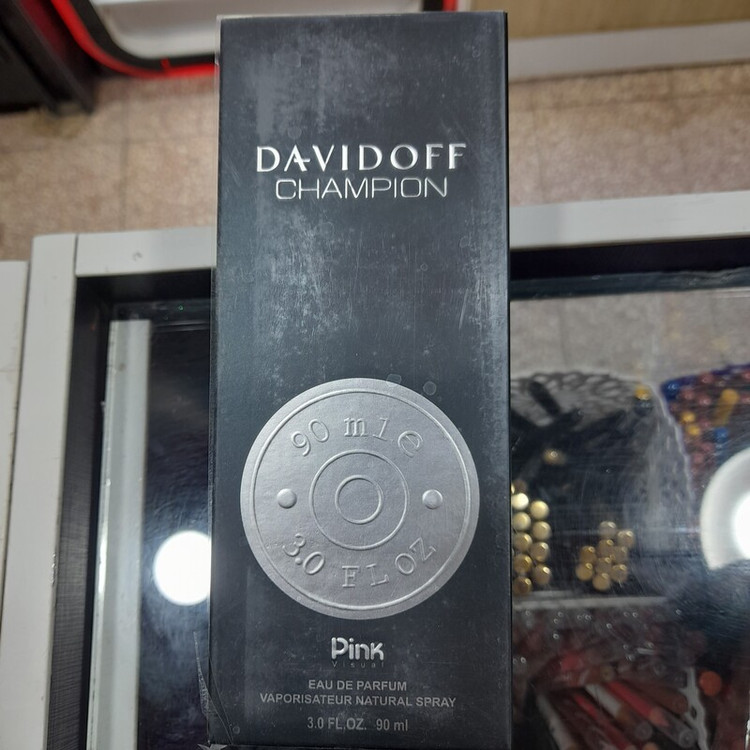 DAVIDOFF
CHAMPION
90 ml e
3.0 FL OZ
Pink
Visual
EAU DE PARFUM
VAPORISATEUR NATURAL SPRAY
3.0 FL.OZ. 90 ml